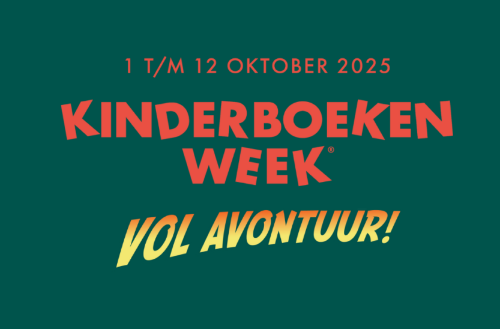 1 T/M 12 OKTOBER 2025
KINDERBOEKEN
WEEK®
VOL AVONTUUR!